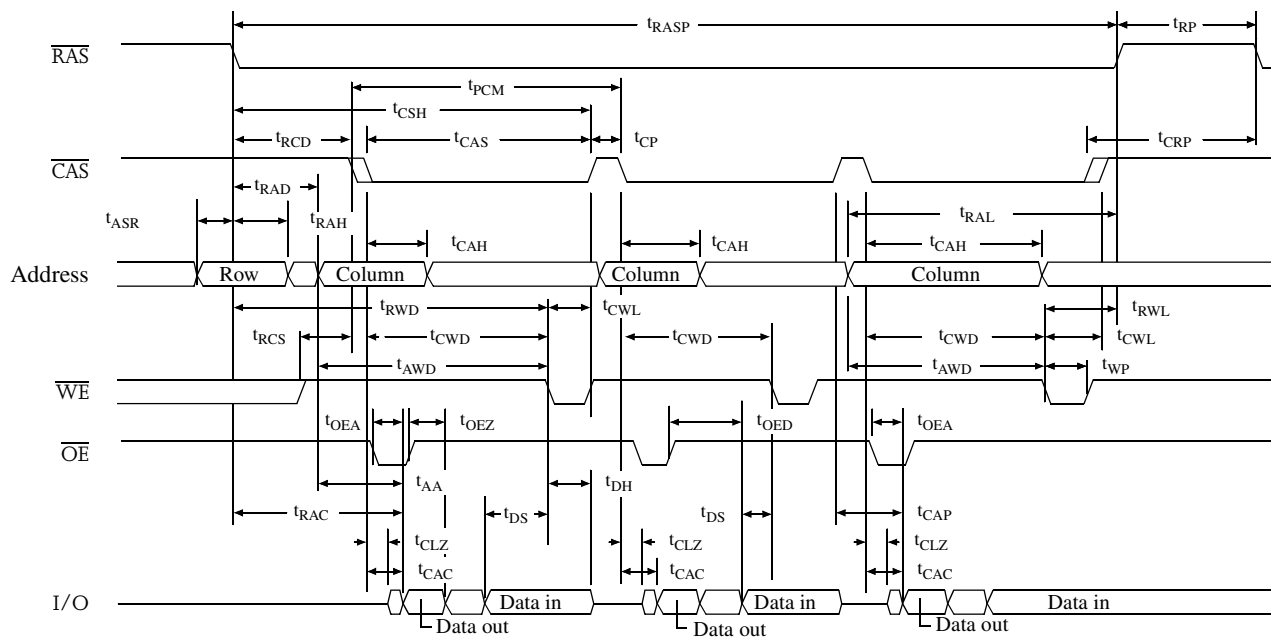 tRASP tRP
RAS
tPCM
tCSH
tRCD tCAS tCP tCRP
CAS
tRAD
tASR tRAH tRAL
tCAH tCAH tCAH
Address Row Column Column Column
tRWD tCWL tRWL
tRCS tCWD tCWD tCWD tCWL
tAWD tAWD tWP
WE
tOEA tOEZ tOED tOEA
OE
tAA tDH
tRAC tDS tDS tCAP
tCLZ tCLZ tCLZ
tCAC tCAC tCAC
I/O Data in Data in Data in
Data out Data out Data out